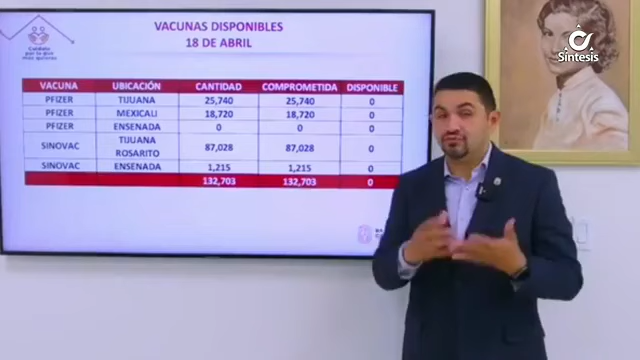 Síntesis
Cuídate
VACUNAS DISPONIBLES
18 DE ABRIL
VACUNA UBICACIÓN CANTIDAD COMPROMETIDA DISPONIBLE
PFIZER TIJUANA 25,740 25,740 0
PFIZER MEXICALI 18,720 18,720 0
PFIZER ENSENADA 0 0 0
SINOVAC TIJUANA ROSARITO 87,028 87,028 0
SINOVAC ENSENADA 1,215 1,215 0
132,703 132,703 0